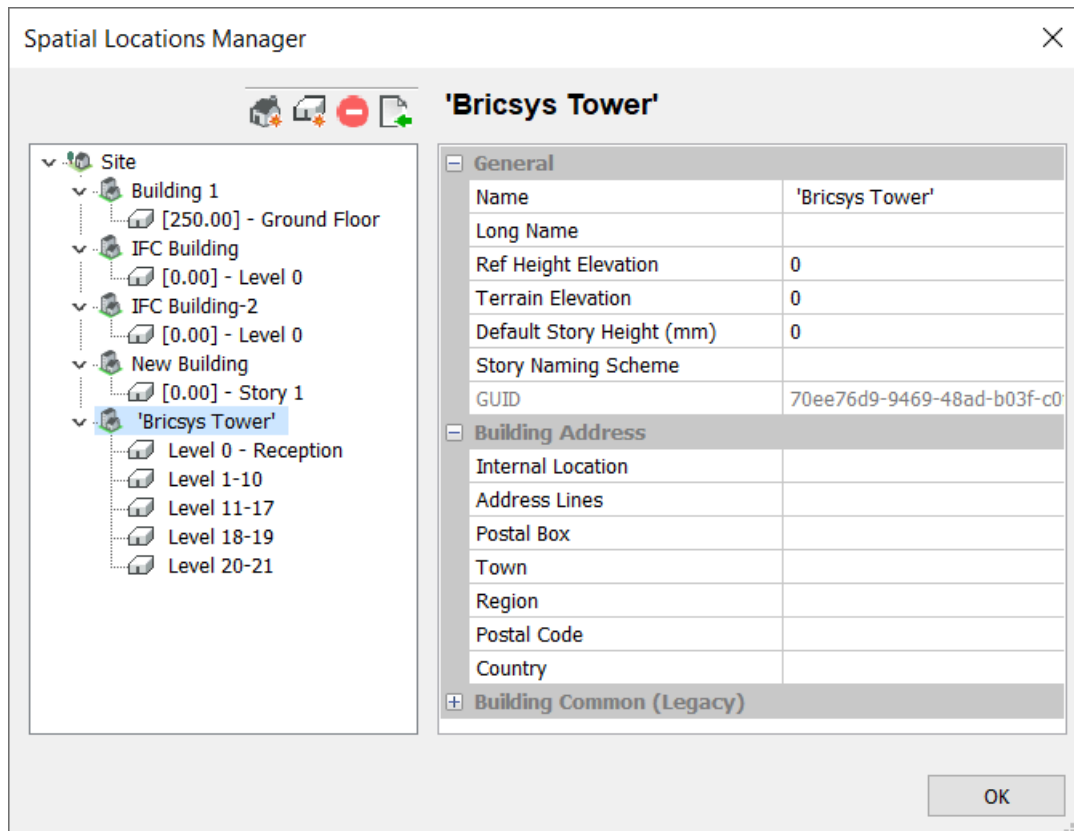 Spatial Locations Manager
'Bricsys Tower'
Site
Building 1
[250.00] - Ground Floor
IFC Building
[0.00] - Level 0
IFC Building-2
[0.00] - Level 0
New Building
[0.00] - Story 1
'Bricsys Tower'
Level 0 - Reception
Level 1-10
Level 11-17
Level 18-19
Level 20-21
General
Name 'Bricsys Tower'
Long Name
Ref Height Elevation 0
Terrain Elevation 0
Default Story Height (mm) 0
Story Naming Scheme
GUID 70ee76d9-9469-48ad-b03f-c0
Building Address
Internal Location
Address Lines
Postal Box
Town
Region
Postal Code
Country
Building Common (Legacy)
OK